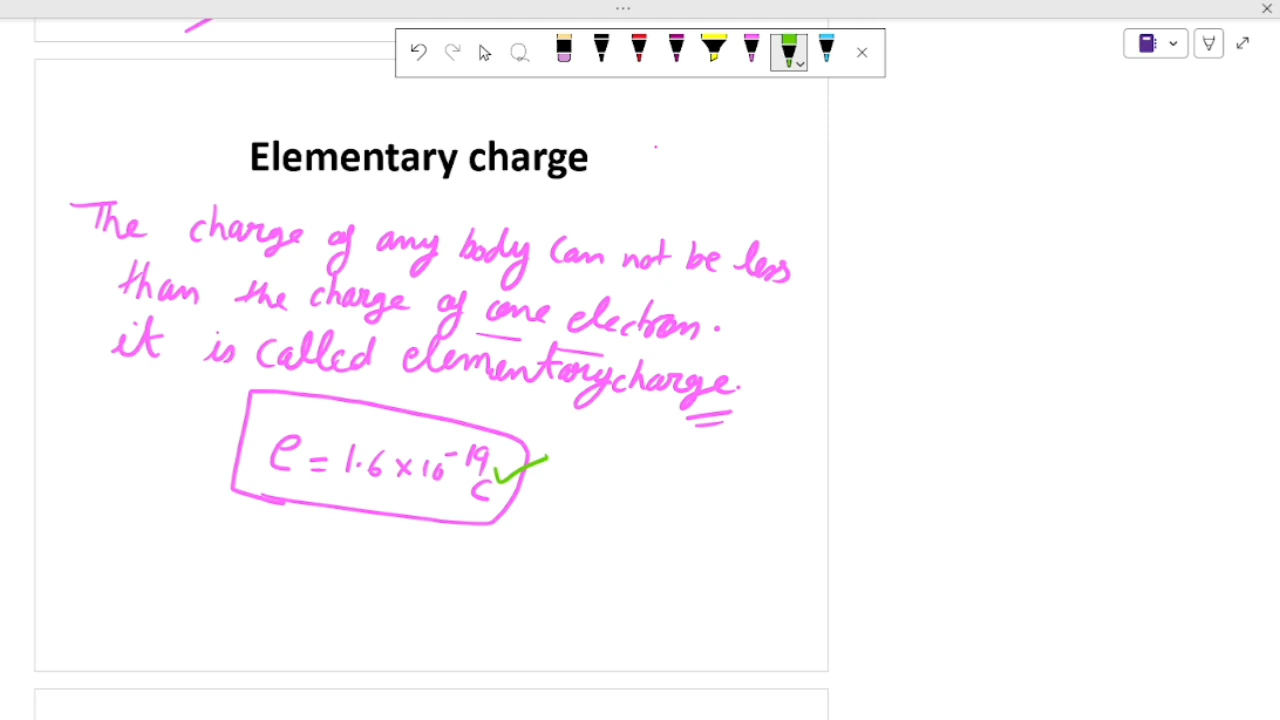 Elementary charge
The charge of any body can not be less
than the charge of one electron.
it is called elementary charge.
e = 1.6 × 10⁻¹⁹
C